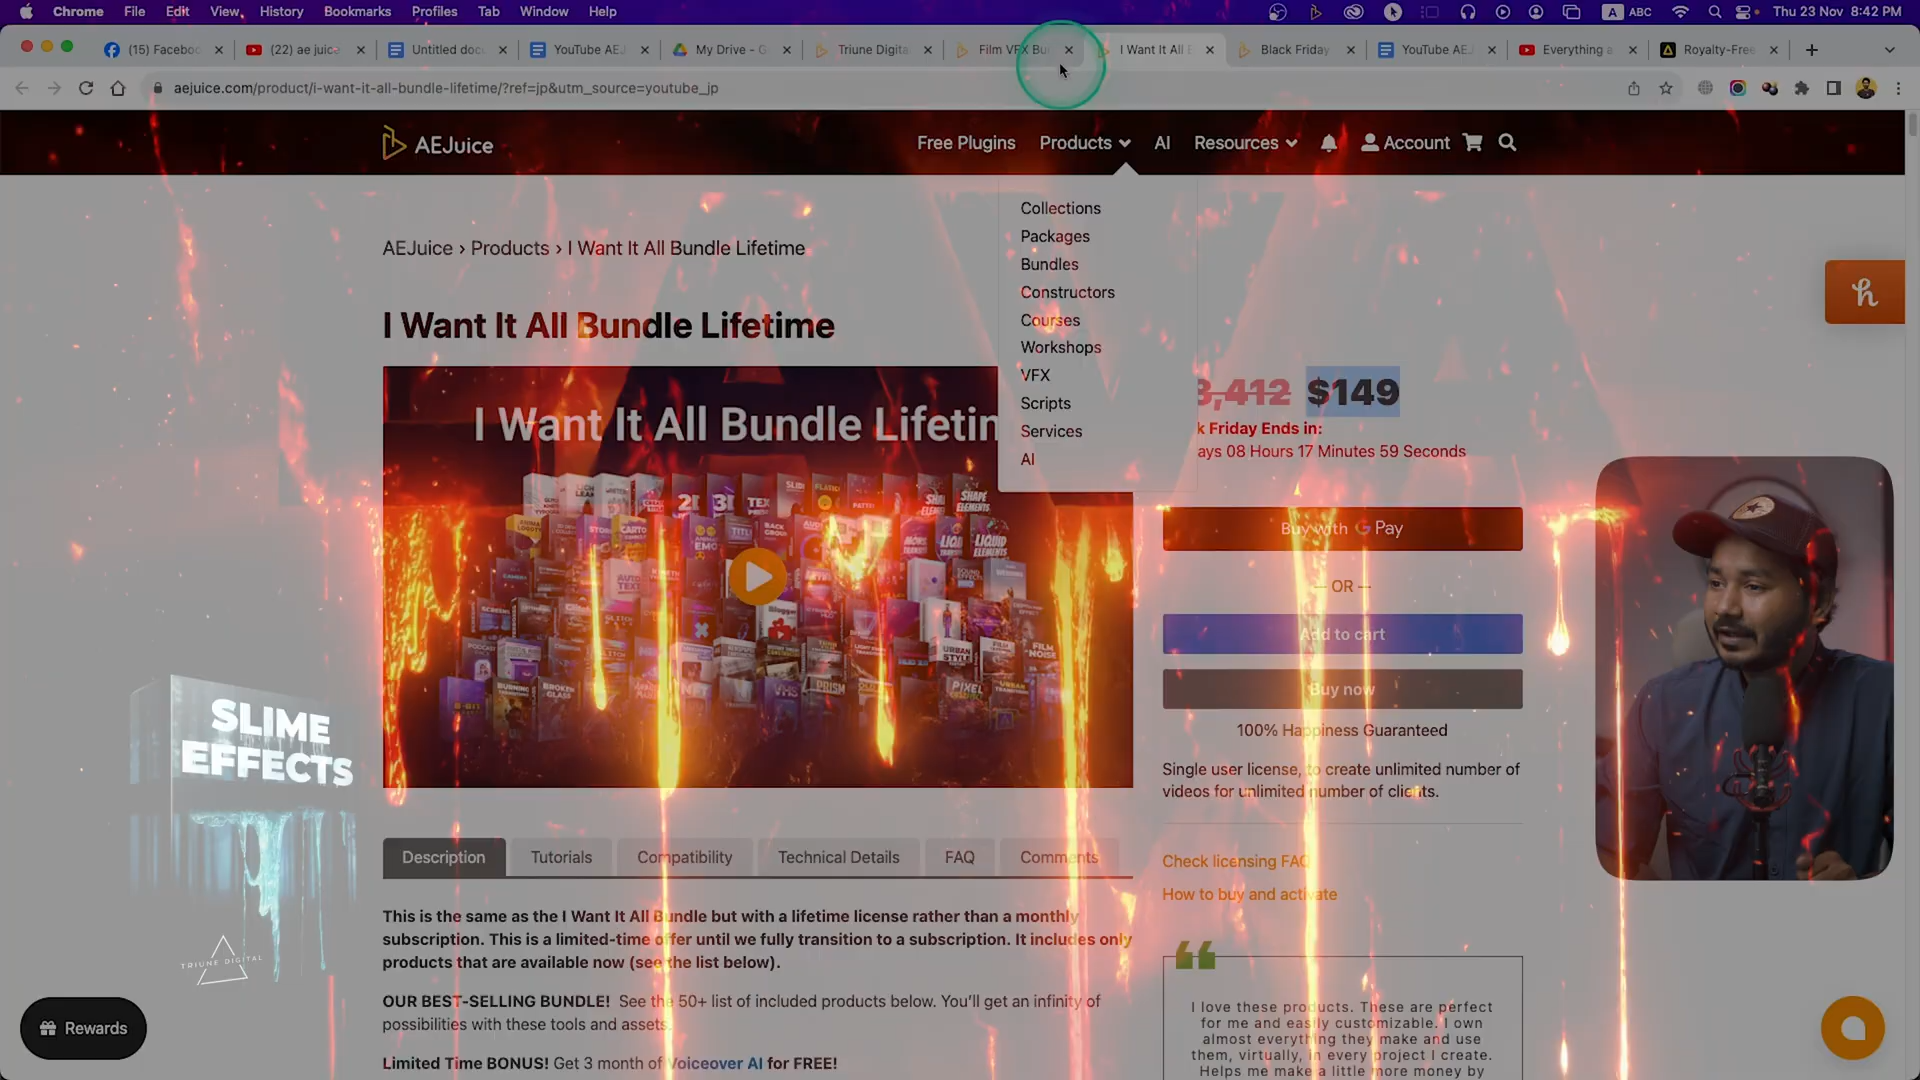 Chrome File Edit View History Bookmarks Profiles Tab Window Help
A ABC Thu 23 Nov 8:42 PM
(15) Faceboo
(22) ae juice
Untitled doc
YouTube AEJ
My Drive - G
Triune Digita
Film VFX Bu
I Want It All B
Black Friday
YouTube AEJ
Everything a
Royalty-Free
aejuice.com/product/i-want-it-all-bundle-lifetime/?ref=jp&utm_source=youtube_jp
AEJuice
Free Plugins Products AI Resources Account
Collections
Packages
Bundles
Constructors
Courses
Workshops
VFX
Scripts
Services
AI
AEJuice › Products › I Want It All Bundle Lifetime
I Want It All Bundle Lifetime
I Want It All Bundle Lifetim
3,412 $149
k Friday Ends in:
ays 08 Hours 17 Minutes 59 Seconds
Buy with G Pay
OR
Add to cart
Buy now
100% Happiness Guaranteed
Single user license, to create unlimited number of
videos for unlimited number of clients.
Check licensing FAQ
How to buy and activate
SLIME
EFFECTS
TRIUNE DIGITAL
Description Tutorials Compatibility Technical Details FAQ Comments
This is the same as the I Want It All Bundle but with a lifetime license rather than a monthly
subscription. This is a limited-time offer until we fully transition to a subscription. It includes only
products that are available now (see the list below).
OUR BEST-SELLING BUNDLE! See the 50+ list of included products below. You'll get an infinity of
possibilities with these tools and assets.
Limited Time BONUS! Get 3 month of Voiceover AI for FREE!
I love these products. These are perfect
for me and easily customizable. I own
almost everything they make and use
them, virtually, in every project I create.
Helps me make a little more money by
Rewards